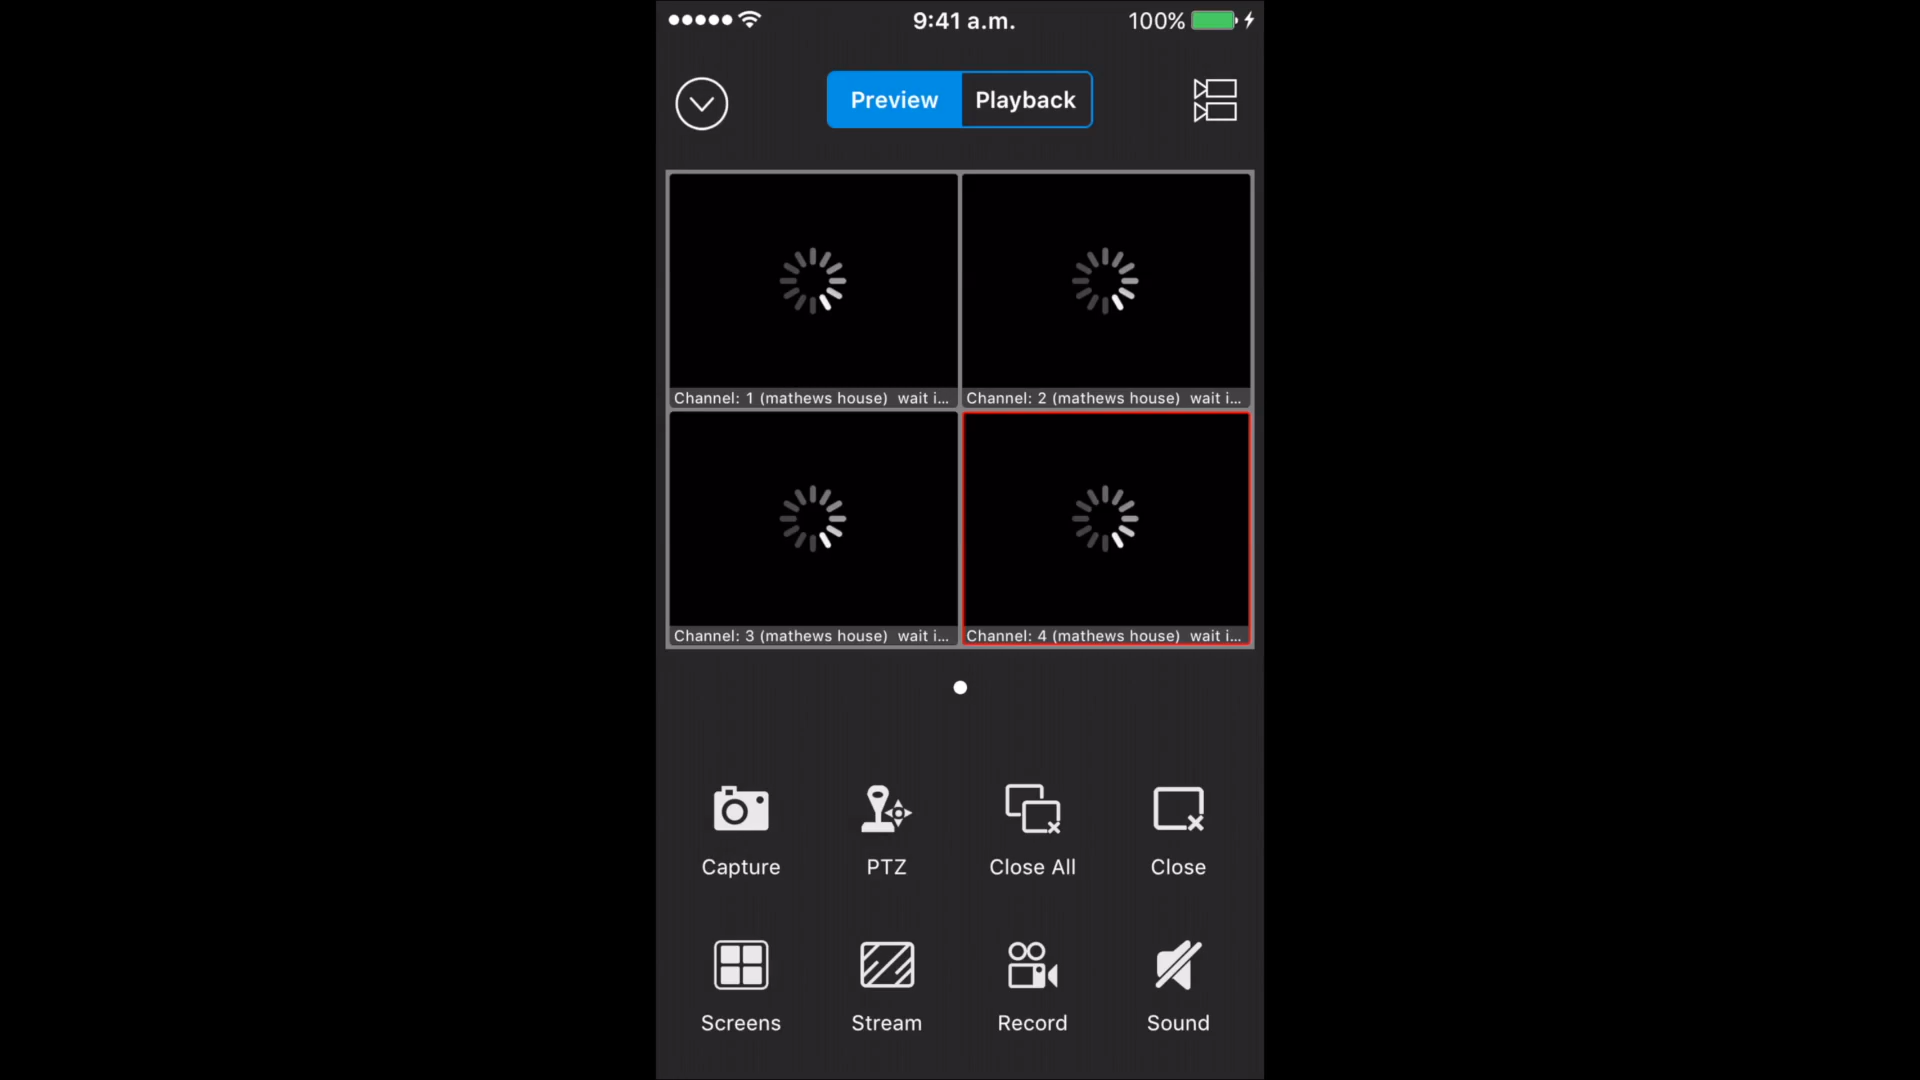 9:41 a.m.
100%
Preview
Playback
Channel: 1 (mathews house) wait i...
Channel: 2 (mathews house) wait i...
Channel: 3 (mathews house) wait i...
Channel: 4 (mathews house) wait i...
Capture
PTZ
Close All
Close
Screens
Stream
Record
Sound